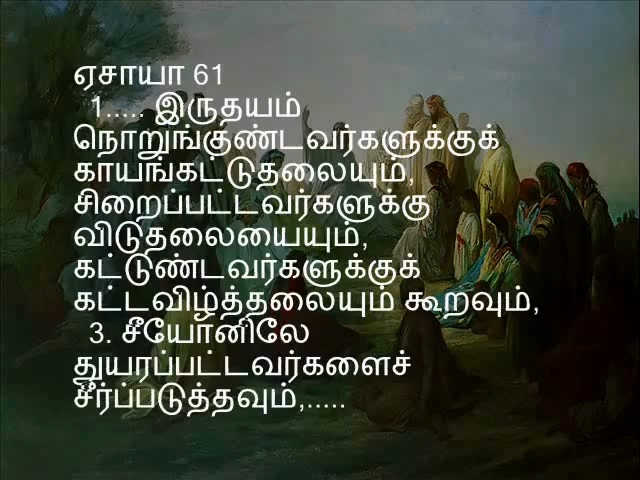 ஏசாயா 61
1..... இருதயம்
நொறுங்குண்டவர்களுக்குக்
காயங்கட்டுதலையும்,
சிறைப்பட்டவர்களுக்கு
விடுதலையையும்,
கட்டுண்டவர்களுக்குக்
கட்டவிழ்த்தலையும் கூறவும்,
3. சீயோனிலே
துயரப்பட்டவர்களைச்
சீர்ப்படுத்தவும்,.....